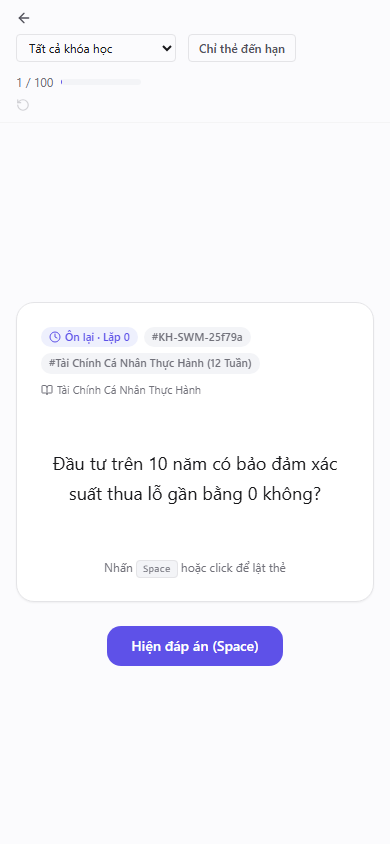 Tất cả khóa học
Chỉ thẻ đến hạn
1 / 100
Ôn lại · Lặp 0
#KH-SWM-25f79a
#Tài Chính Cá Nhân Thực Hành (12 Tuần)
Tài Chính Cá Nhân Thực Hành
Đầu tư trên 10 năm có bảo đảm xác
suất thua lỗ gần bằng 0 không?
Nhấn Space hoặc click để lật thẻ
Hiện đáp án (Space)